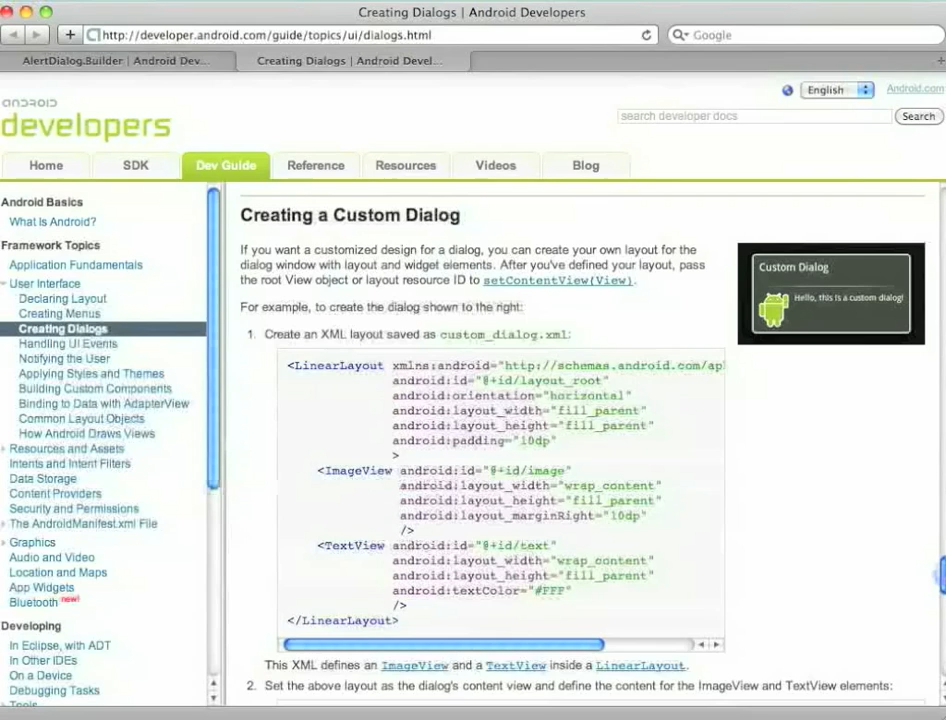 Creating Dialogs | Android Developers
http://developer.android.com/guide/topics/ui/dialogs.html
Google
AlertDialog.Builder | Android Dev...
Creating Dialogs | Android Devel...
English
Android.com
android
developers
search developer docs
Search
Home
SDK
Dev Guide
Reference
Resources
Videos
Blog
Android Basics
What Is Android?
Framework Topics
Application Fundamentals
User Interface
Declaring Layout
Creating Menus
Creating Dialogs
Handling UI Events
Notifying the User
Applying Styles and Themes
Building Custom Components
Binding to Data with AdapterView
Common Layout Objects
How Android Draws Views
Resources and Assets
Intents and Intent Filters
Data Storage
Content Providers
Security and Permissions
The AndroidManifest.xml File
Graphics
Audio and Video
Location and Maps
App Widgets
Bluetooth new!
Developing
In Eclipse, with ADT
In Other IDEs
On a Device
Debugging Tasks
Tools
Creating a Custom Dialog
If you want a customized design for a dialog, you can create your own layout for the
dialog window with layout and widget elements. After you've defined your layout, pass
the root View object or layout resource ID to setContentView(View).
For example, to create the dialog shown to the right:
1. Create an XML layout saved as custom_dialog.xml:
<LinearLayout xmlns:android="http://schemas.android.com/ap
android:id="@+id/layout_root"
android:orientation="horizontal"
android:layout_width="fill_parent"
android:layout_height="fill_parent"
android:padding="10dp"
>
<ImageView android:id="@+id/image"
android:layout_width="wrap_content"
android:layout_height="fill_parent"
android:layout_marginRight="10dp"
/>
<TextView android:id="@+id/text"
android:layout_width="wrap_content"
android:layout_height="fill_parent"
android:textColor="#FFF"
/>
</LinearLayout>
This XML defines an ImageView and a TextView inside a LinearLayout.
2. Set the above layout as the dialog's content view and define the content for the ImageView and TextView elements:
Custom Dialog
Hello, this is a custom dialog!